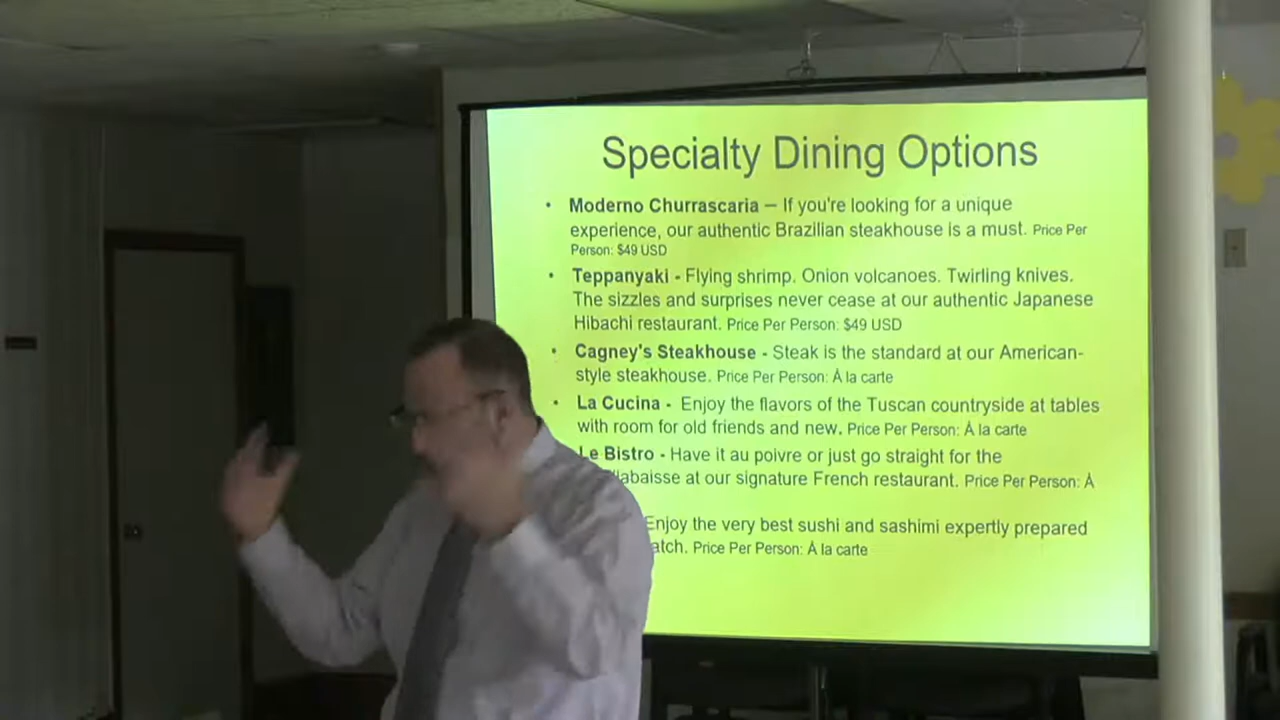 Specialty Dining Options
• Moderno Churrascaria – If you're looking for a unique
experience, our authentic Brazilian steakhouse is a must. Price Per
Person: $49 USD
• Teppanyaki - Flying shrimp. Onion volcanoes. Twirling knives.
The sizzles and surprises never cease at our authentic Japanese
Hibachi restaurant. Price Per Person: $49 USD
• Cagney's Steakhouse - Steak is the standard at our American-
style steakhouse. Price Per Person: À la carte
• La Cucina - Enjoy the flavors of the Tuscan countryside at tables
with room for old friends and new. Price Per Person: À la carte
Le Bistro - Have it au poivre or just go straight for the
at our signature French restaurant. Price Per Person: À
Enjoy the very best sushi and sashimi expertly prepared
Price Per Person: À la carte